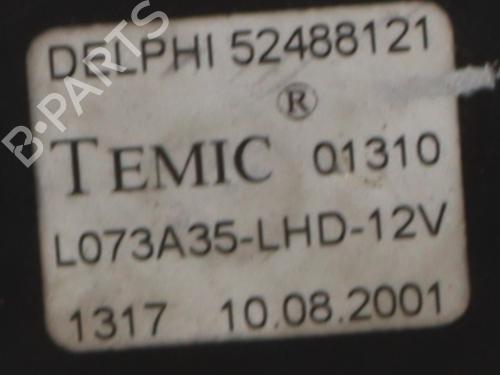 DELPHI 52488121
TEMIC ® 01310
L073A35-LHD-12V
1317 10.08.2001
B-PARTS